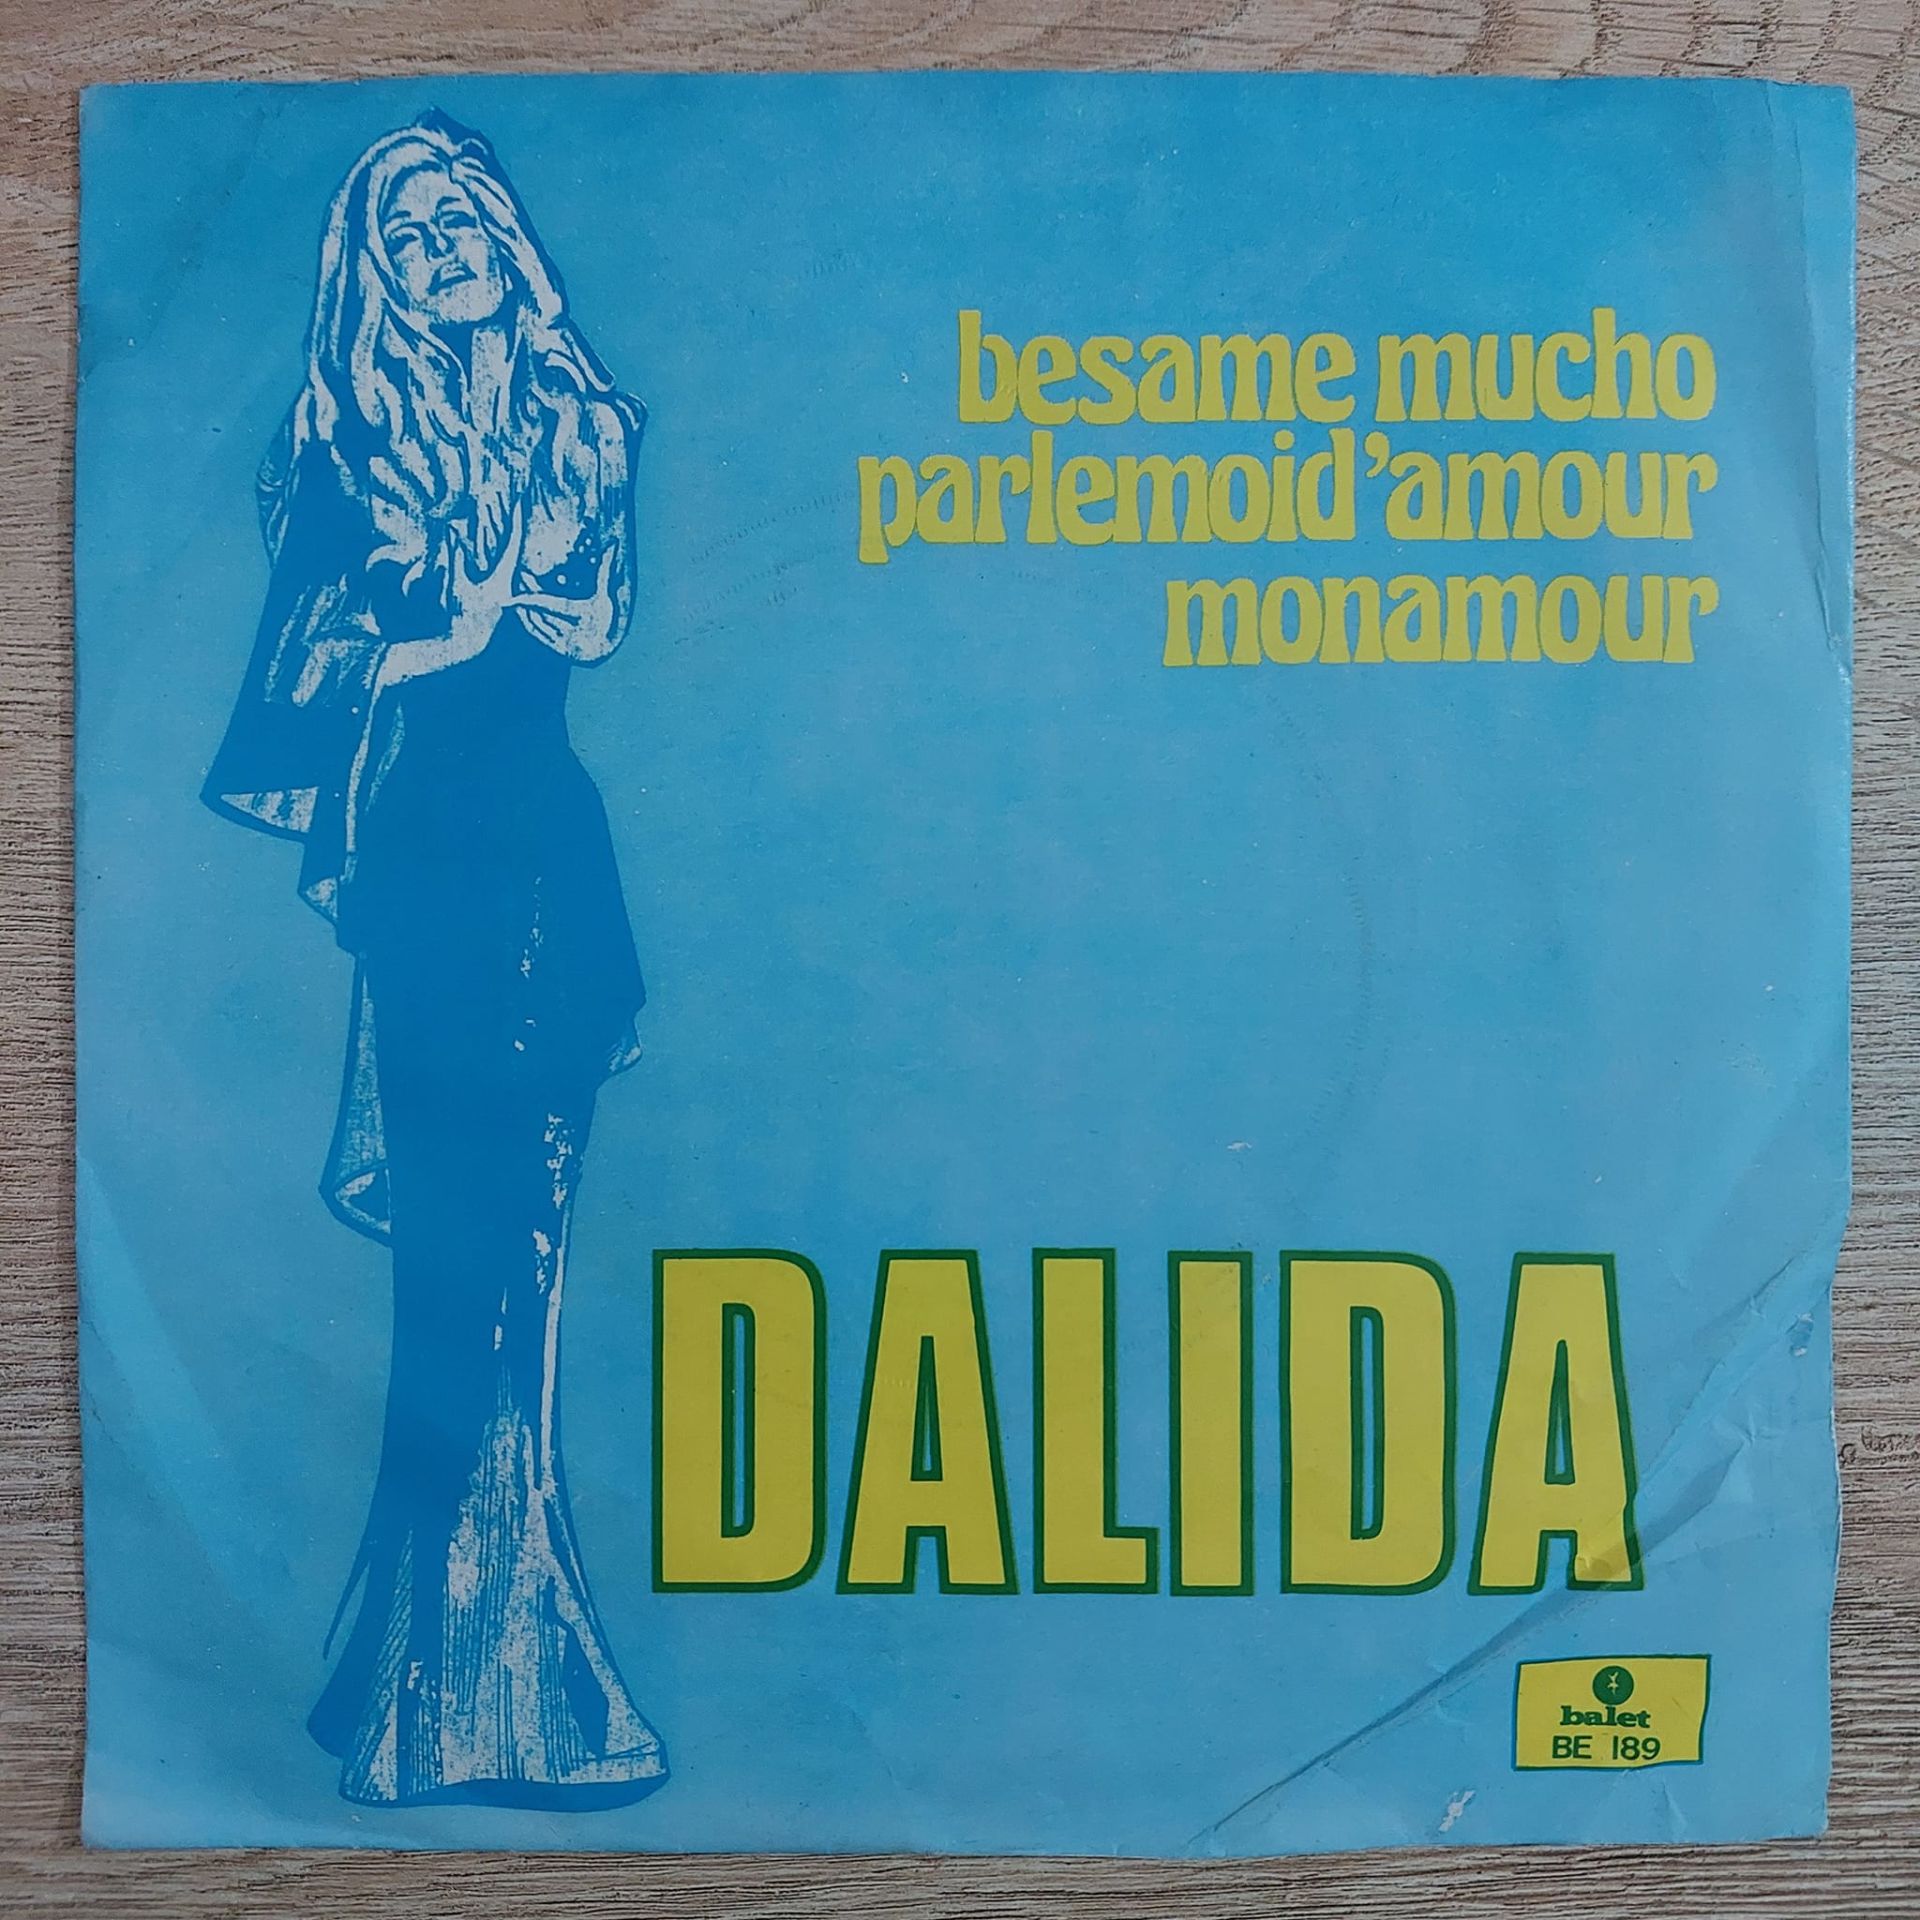 besame mucho
parlemoid'amour
monamour
DALIDA
balet
BE 189